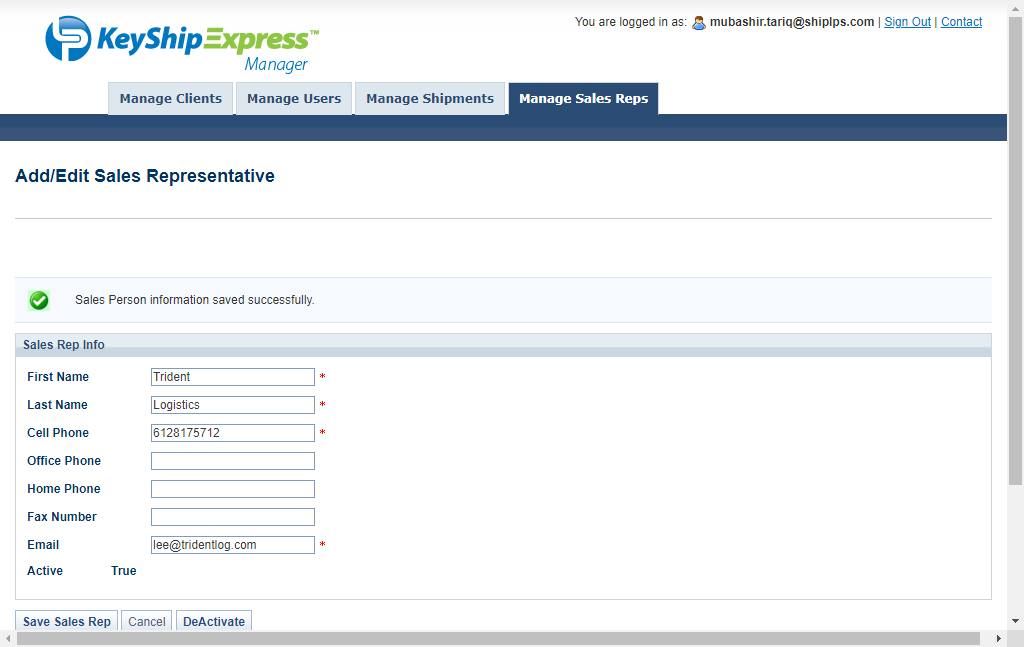 You are logged in as: mubashir.tariq@shiplps.com | Sign Out | Contact
KeyShipExpress™
Manager
Manage Clients Manage Users Manage Shipments Manage Sales Reps
Add/Edit Sales Representative
Sales Person information saved successfully.
Sales Rep Info
First Name Trident *
Last Name Logistics *
Cell Phone 6128175712 *
Office Phone
Home Phone
Fax Number
Email lee@tridentlog.com *
Active True
Save Sales Rep Cancel DeActivate